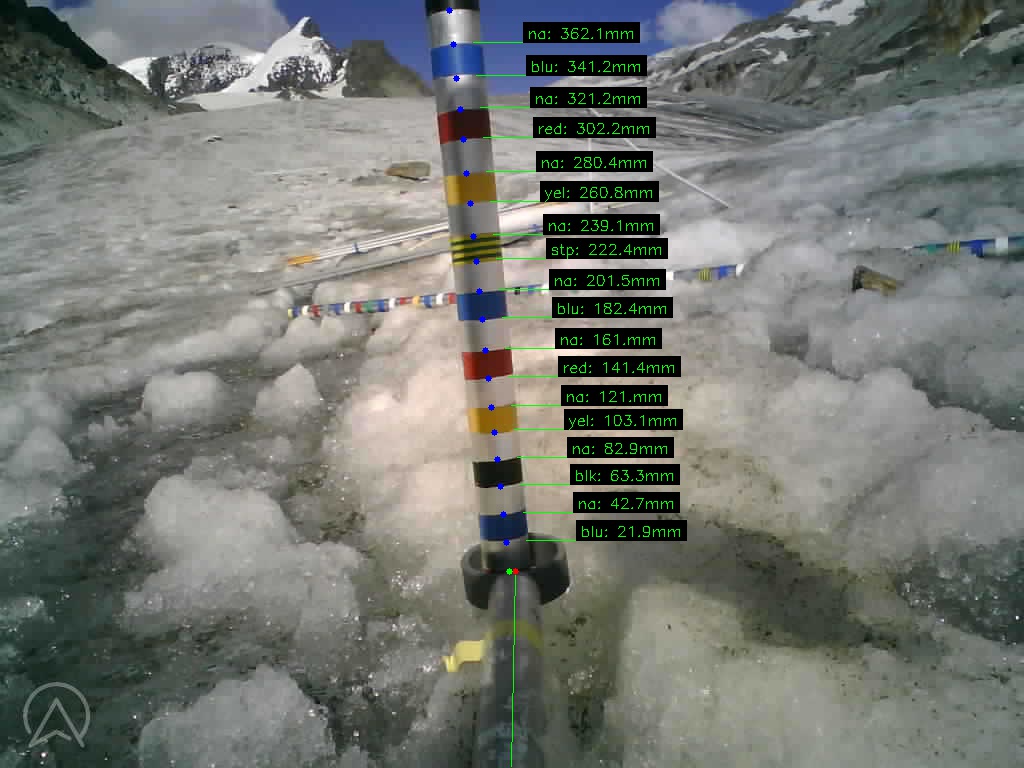 na: 362.1mm
blu: 341.2mm
na: 321.2mm
red: 302.2mm
na: 280.4mm
yel: 260.8mm
na: 239.1mm
stp: 222.4mm
na: 201.5mm
blu: 182.4mm
na: 161.mm
red: 141.4mm
na: 121.mm
yel: 103.1mm
na: 82.9mm
blk: 63.3mm
na: 42.7mm
blu: 21.9mm